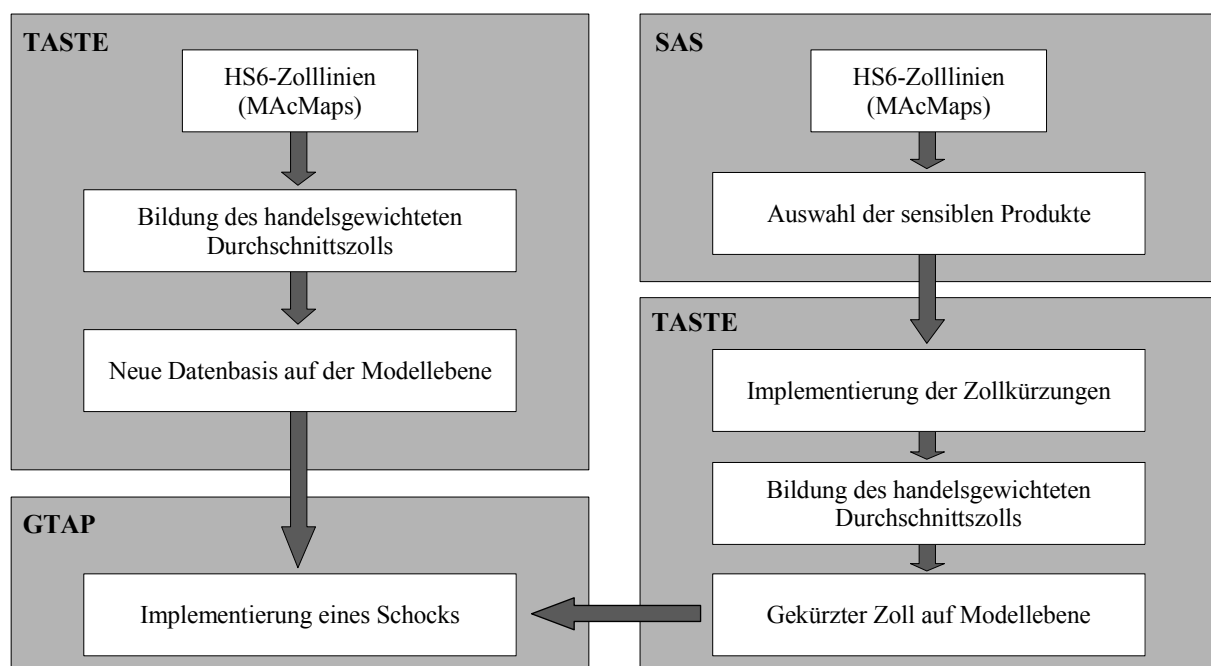 TASTE
HS6-Zolllinien
(MAcMaps)
Bildung des handelsgewichteten
Durchschnittszolls
Neue Datenbasis auf der Modellebene
GTAP
Implementierung eines Schocks
SAS
HS6-Zolllinien
(MAcMaps)
Auswahl der sensiblen Produkte
TASTE
Implementierung der Zollkürzungen
Bildung des handelsgewichteten
Durchschnittszolls
Gekürzter Zoll auf Modellebene